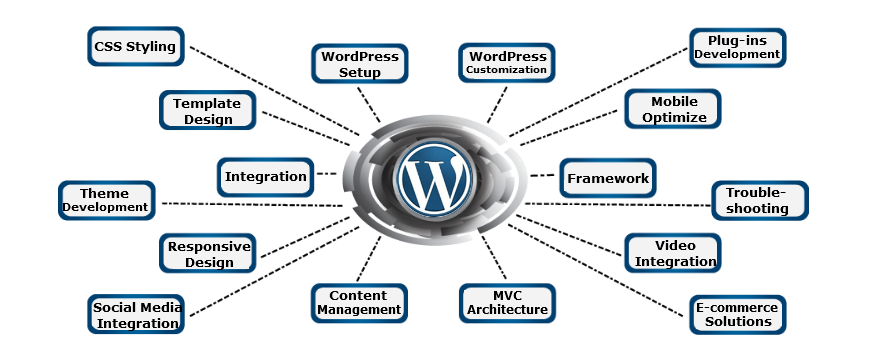 CSS Styling
WordPress
Setup
WordPress
Customization
Plug-ins
Development
Template
Design
Mobile
Optimize
Integration
W
Framework
Theme
Development
Trouble-
shooting
Responsive
Design
Video
Integration
Social Media
Integration
Content
Management
MVC
Architecture
E-commerce
Solutions